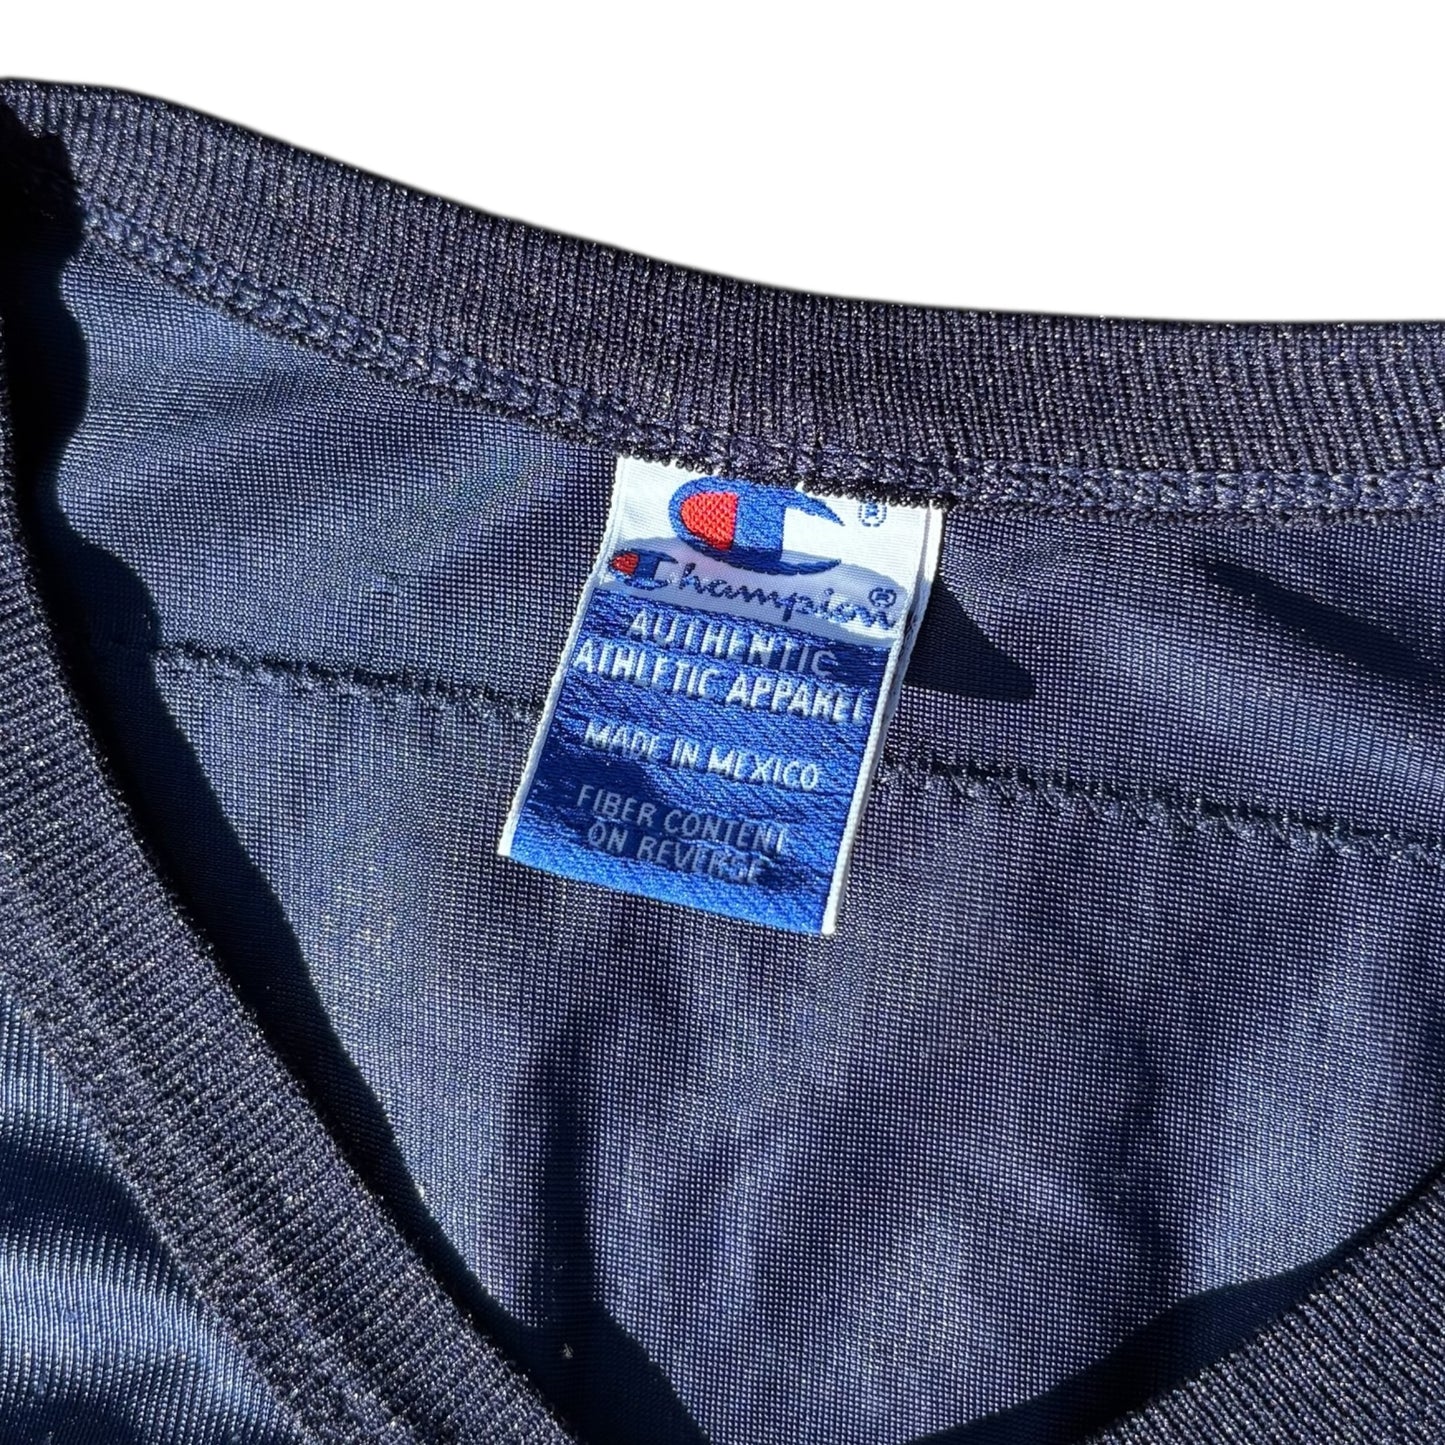 ®
Champion®
AUTHENTIC
ATHLETIC APPAREL
MADE IN MEXICO
FIBER CONTENT
ON REVERSE